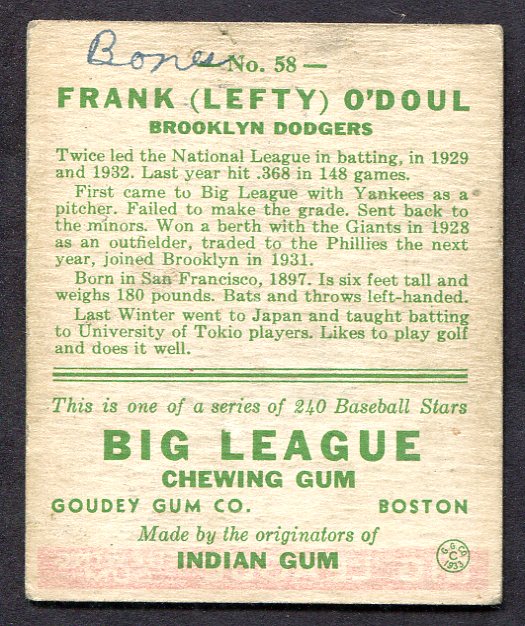 Bones
— No. 58 —
FRANK (LEFTY) O'DOUL
BROOKLYN DODGERS
Twice led the National League in batting, in 1929
and 1932. Last year hit .368 in 148 games.
First came to Big League with Yankees as a
pitcher. Failed to make the grade. Sent back to
the minors. Won a berth with the Giants in 1928
as an outfielder, traded to the Phillies the next
year, joined Brooklyn in 1931.
Born in San Francisco, 1897. Is six feet tall and
weighs 180 pounds. Bats and throws left-handed.
Last Winter went to Japan and taught batting
to University of Tokio players. Likes to play golf
and does it well.
This is one of a series of 240 Baseball Stars
BIG LEAGUE
CHEWING GUM
GOUDEY GUM CO. BOSTON
Made by the originators of
INDIAN GUM
G.G.CO.
C
1933